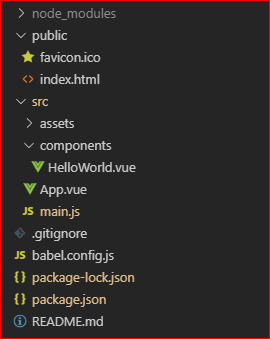 node_modules
public
favicon.ico
index.html
src
assets
components
HelloWorld.vue
App.vue
JS main.js
.gitignore
babel.config.js
{} package-lock.json
{} package.json
README.md